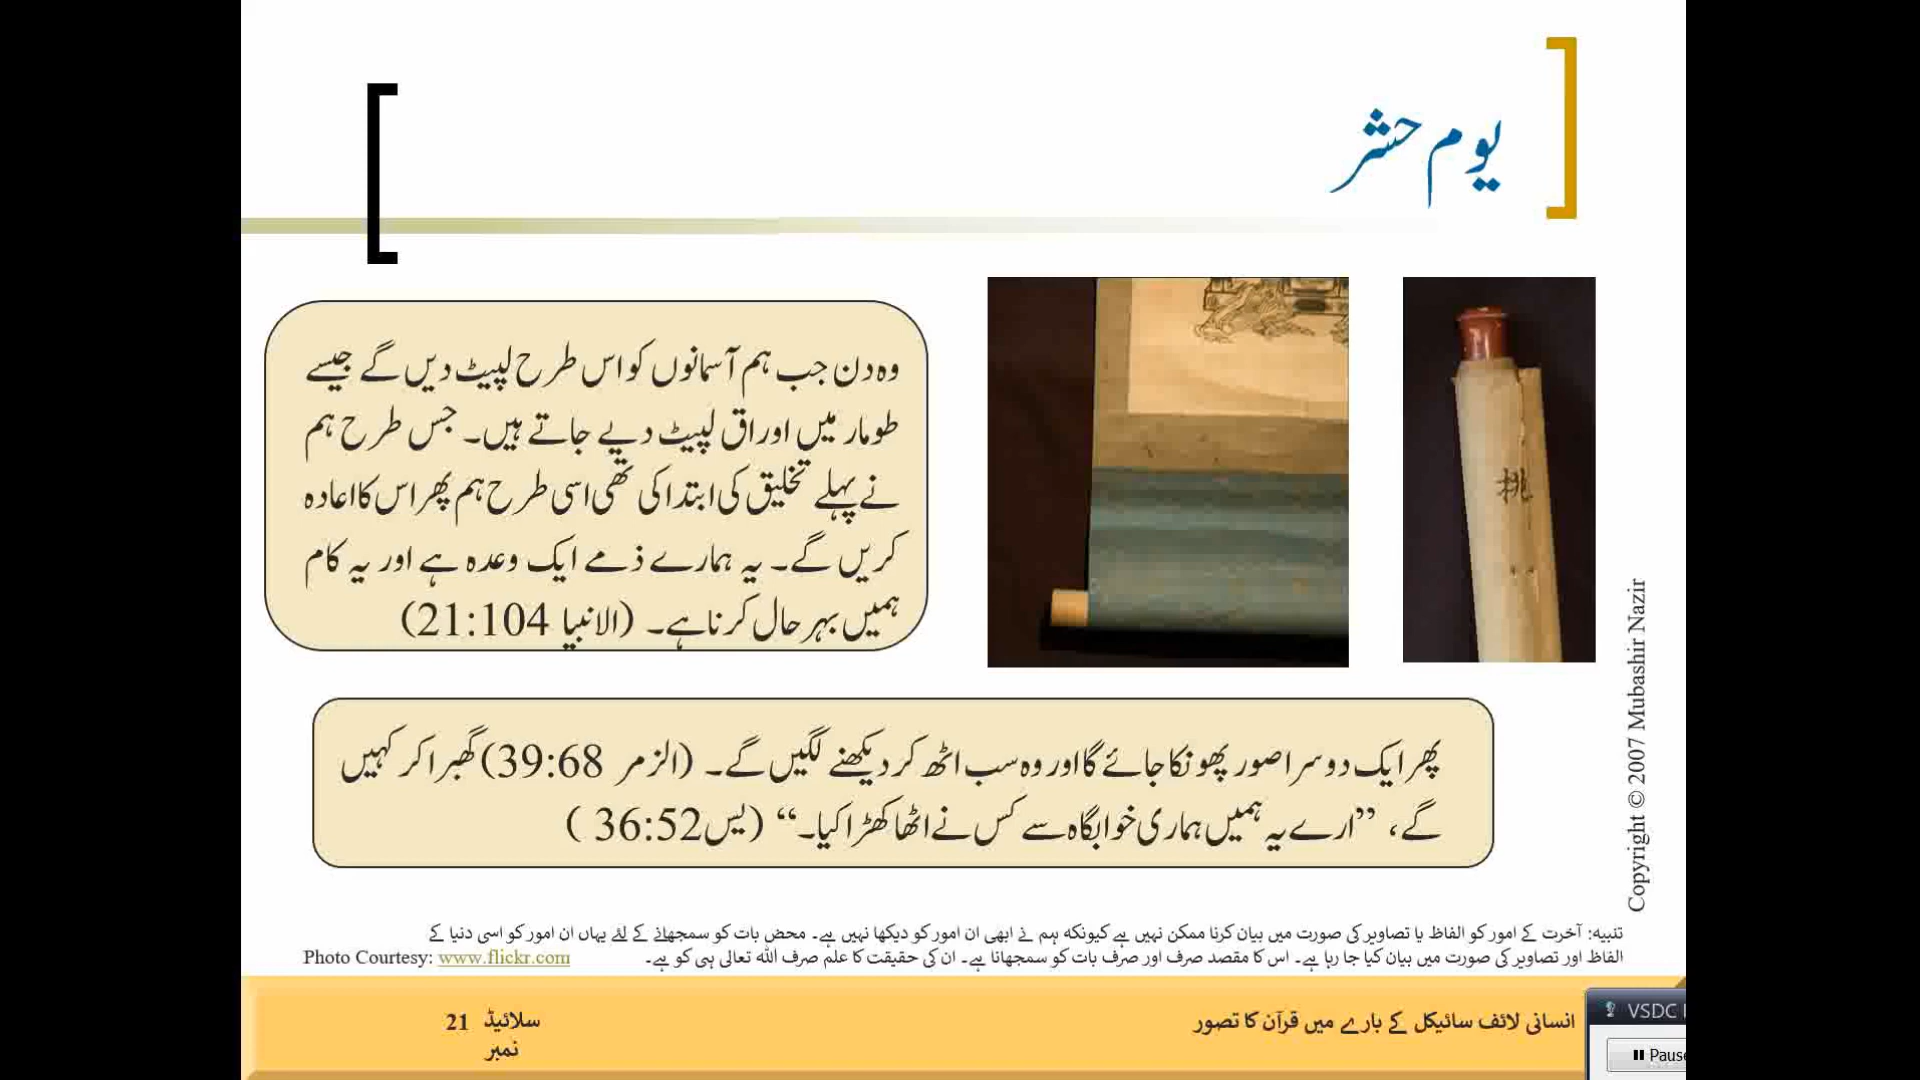 یوم حشر
وہ دن جب ہم آسمانوں کو اس طرح لپیٹ دیں گے جیسے
طومار میں اوراق لپیٹ دیے جاتے ہیں۔ جس طرح ہم
نے پہلے تخلیق کی ابتدا کی تھی اسی طرح ہم پھر اس کا اعادہ
کریں گے۔ یہ ہمارے ذمے ایک وعدہ ہے اور یہ کام
ہمیں بہر حال کرنا ہے۔ (الانبیا 21:104)
挑
پھر ایک دوسرا صور پھونکا جائے گا اور وہ سب اٹھ کر دیکھنے لگیں گے۔ (الزمر 39:68) گھبرا کر کہیں
گے، ”ارے یہ ہمیں ہماری خوابگاہ سے کس نے اٹھا کھڑا کیا۔“ (یس 36:52 )
Copyright © 2007 Mubashir Nazir
تنبیہ: آخرت کے امور کو الفاظ یا تصاویر کی صورت میں بیان کرنا ممکن نہیں ہے کیونکہ ہم نے ابھی ان امور کو دیکھا نہیں ہے۔ محض بات کو سمجھانے کے لئے یہاں ان امور کو اسی دنیا کے
الفاظ اور تصاویر کی صورت میں بیان کیا جا رہا ہے۔ اس کا مقصد صرف اور صرف بات کو سمجھانا ہے۔ ان کی حقیقت کا علم صرف اللہ تعالی ہی کو ہے۔
Photo Courtesy: www.flickr.com
انسانی لائف سائیکل کے بارے میں قرآن کا تصور
سلائیڈ 21
نمبر
VSDC
Pause